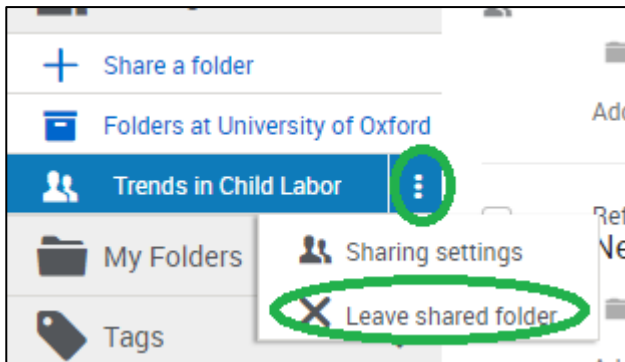 Share a folder
Folders at University of Oxford
Trends in Child Labor
Sharing settings
My Folders
Leave shared folder
Tags